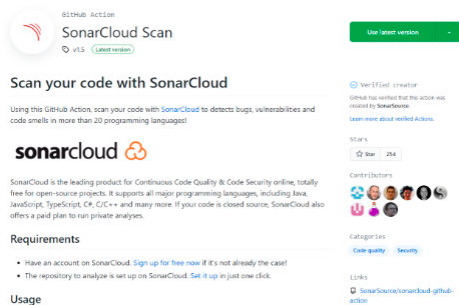 GitHub Action
SonarCloud Scan
v1.5 Latest version
Use latest version
Scan your code with SonarCloud
Using this GitHub Action, scan your code with SonarCloud to detects bugs, vulnerabilities and
code smells in more than 20 programming languages!
sonarcloud
SonarCloud is the leading product for Continuous Code Quality & Code Security online, totally
free for open-source projects. It supports all major programming languages, including Java,
JavaScript, TypeScript, C#, C/C++ and many more. If your code is closed source, SonarCloud also
offers a paid plan to run private analyses.
Requirements
• Have an account on SonarCloud. Sign up for free now if it's not already the case!
• The repository to analyze is set up on SonarCloud. Set it up in just one click.
Usage
Verified creator
GitHub has verified that this action was
created by SonarSource.
Learn more about verified Actions.
Stars
Star 254
Contributors
Categories
Code quality Security
Links
SonarSource/sonarcloud-github-
action